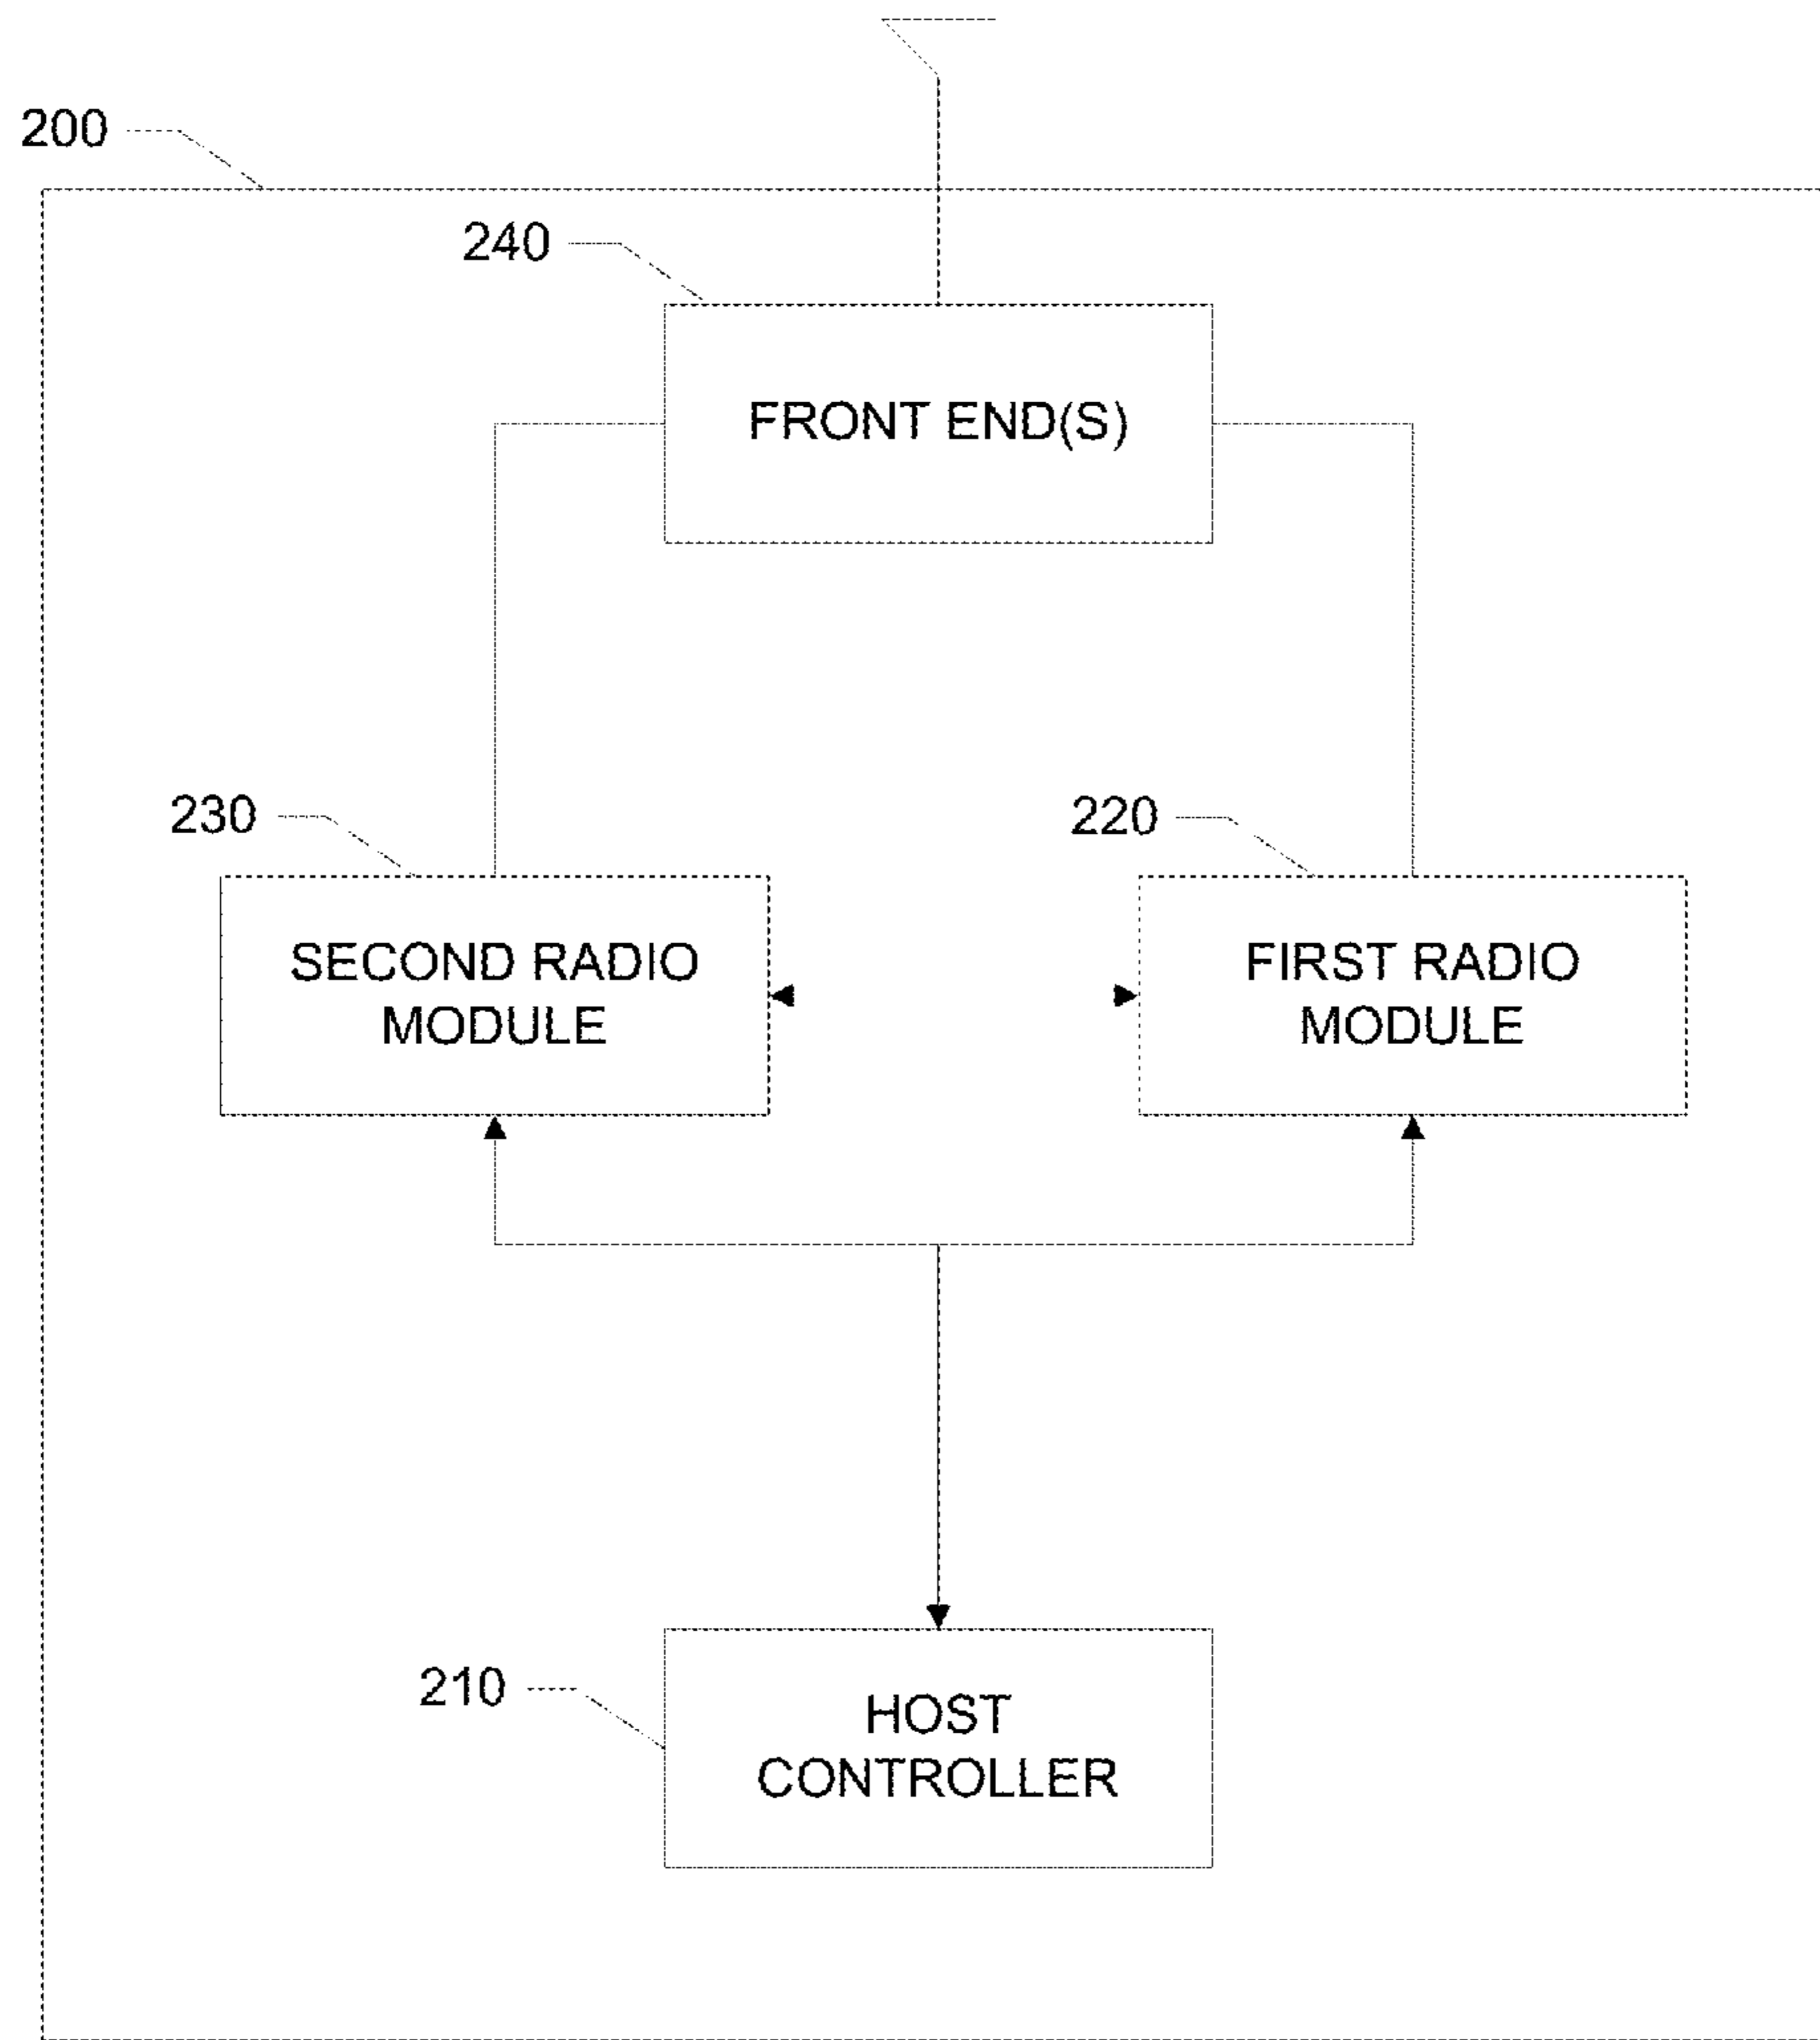 200
240
FRONT END(S)
230
220
SECOND RADIO
MODULE
FIRST RADIO
MODULE
210
HOST
CONTROLLER